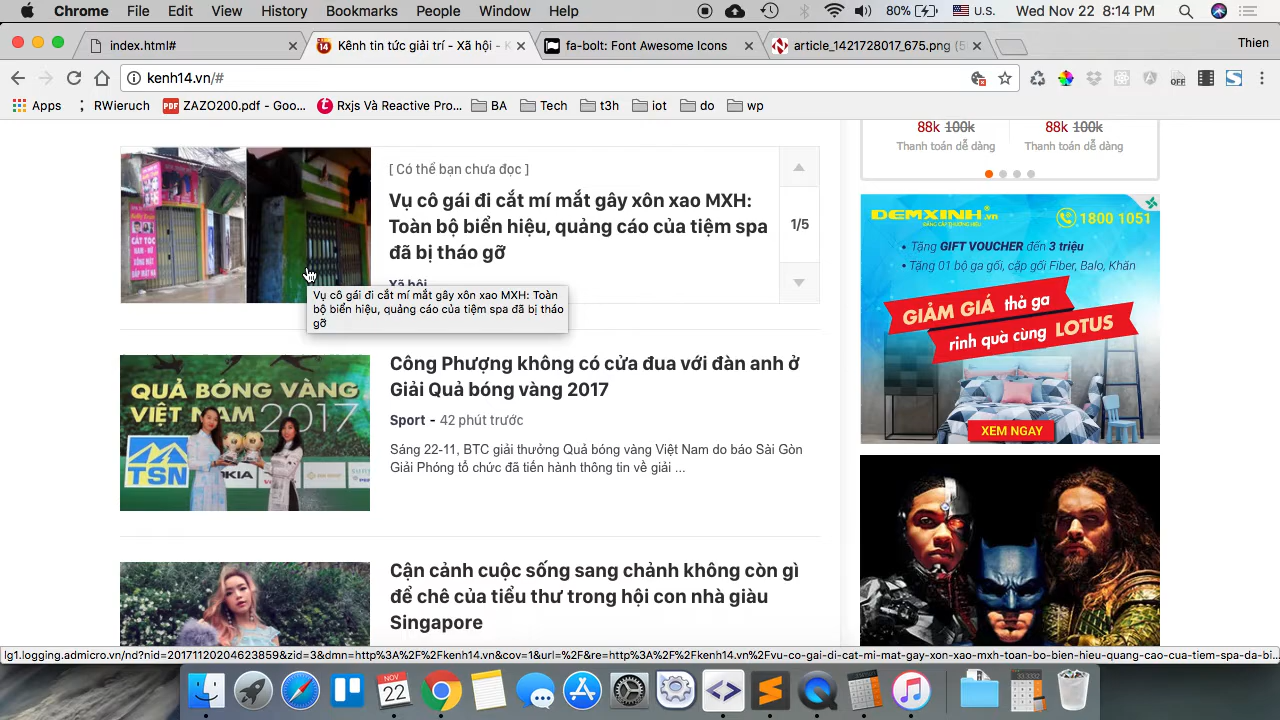 Chrome File Edit View History Bookmarks People Window Help 80% U.S. Wed Nov 22 8:14 PM
index.html# Kênh tin tức giải trí - Xã hội - K fa-bolt: Font Awesome Icons article_1421728017_675.png (5 Thien
kenh14.vn/#
Apps RWieruch ZAZO200.pdf - Goo... Rxjs Và Reactive Pro... BA Tech t3h iot do wp
[ Có thể bạn chưa đọc ]
Vụ cô gái đi cắt mí mắt gây xôn xao MXH:
Toàn bộ biển hiệu, quảng cáo của tiệm spa
đã bị tháo gỡ
Xã hội
1/5
Vụ cô gái đi cắt mí mắt gây xôn xao MXH: Toàn
bộ biển hiệu, quảng cáo của tiệm spa đã bị tháo
gỡ
CẮT TÓC
NAM - NỮ
QUẢ BÓNG VÀNG
VIỆT NAM 2017
TSN
NOKIA
Công Phượng không có cửa đua với đàn anh ở
Giải Quả bóng vàng 2017
Sport - 42 phút trước
Sáng 22-11, BTC giải thưởng Quả bóng vàng Việt Nam do báo Sài Gòn
Giải Phóng tổ chức đã tiến hành thông tin về giải ...
Cận cảnh cuộc sống sang chảnh không còn gì
để chê của tiểu thư trong hội con nhà giàu
Singapore
88k 100k 88k 100k
Thanh toán dễ dàng Thanh toán dễ dàng
DEMXINH.vn 1800 1051
• Tặng GIFT VOUCHER đến 3 triệu
• Tặng 01 bộ ga gối, cặp gối Fiber, Balo, Khăn
GIẢM GIÁ thả ga
rinh quà cùng LOTUS
XEM NGAY
lg1.logging.admicro.vn/nd?nid=20171120204623859&zid=3&dmn=http%3A%2F%2Fkenh14.vn&cov=1&url=%2F&re=http%3A%2F%2Fkenh14.vn%2Fvu-co-gai-di-cat-mi-mat-gay-xon-xao-mxh-toan-bo-bien-hieu-quang-cao-cua-tiem-spa-da-bi...
NOV
22